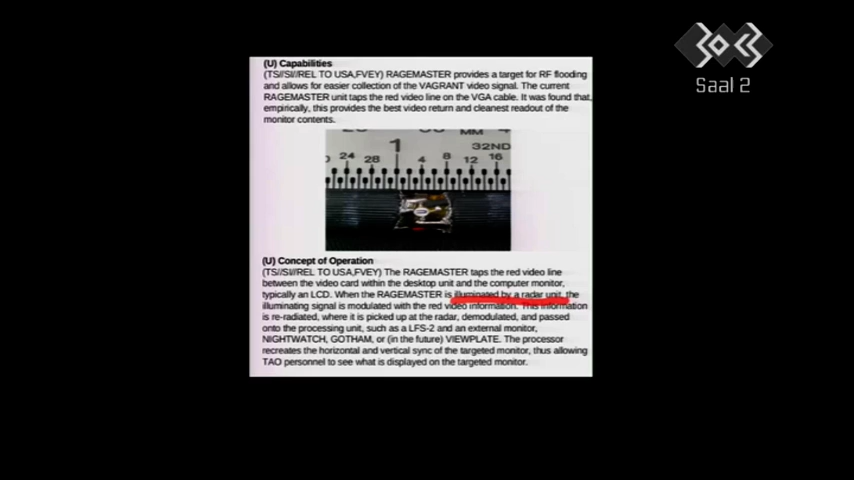 30C3
Saal 2
(U) Capabilities
(TS//SI//REL TO USA,FVEY) RAGEMASTER provides a target for RF flooding
and allows for easier collection of the VAGRANT video signal. The current
RAGEMASTER unit taps the red video line on the VGA cable. It was found that,
empirically, this provides the best video return and cleanest readout of the
monitor contents.
MM
32ND
24 28 1 4 8 12 16
(U) Concept of Operation
(TS//SI//REL TO USA,FVEY) The RAGEMASTER taps the red video line
between the video card within the desktop unit and the computer monitor,
typically an LCD. When the RAGEMASTER is illuminated by a radar unit, the
illuminating signal is modulated with the red video information. This information
is re-radiated, where it is picked up at the radar, demodulated, and passed
onto the processing unit, such as a LFS-2 and an external monitor,
NIGHTWATCH, GOTHAM, or (in the future) VIEWPLATE. The processor
recreates the horizontal and vertical sync of the targeted monitor, thus allowing
TAO personnel to see what is displayed on the targeted monitor.